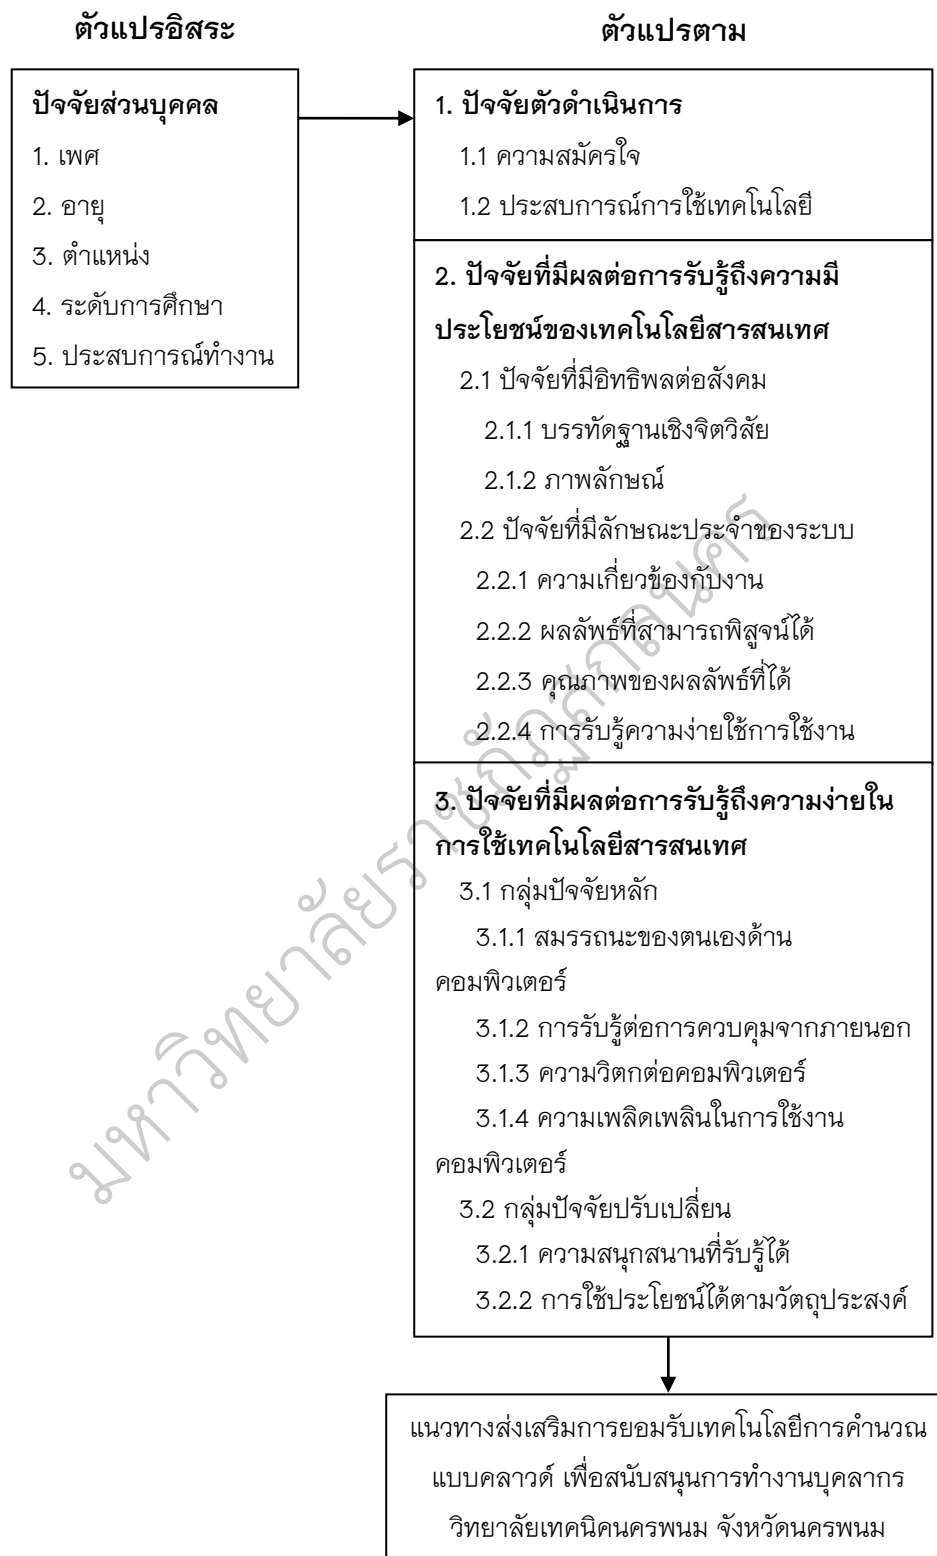 ตัวแปรอิสระ
ตัวแปรตาม
ปัจจัยส่วนบุคคล
1. เพศ
2. อายุ
3. ตำแหน่ง
4. ระดับการศึกษา
5. ประสบการณ์ทำงาน
1. ปัจจัยตัวดำเนินการ
1.1 ความสมัครใจ
1.2 ประสบการณ์การใช้เทคโนโลยี
2. ปัจจัยที่มีผลต่อการรับรู้ถึงความมี
ประโยชน์ของเทคโนโลยีสารสนเทศ
2.1 ปัจจัยที่มีอิทธิพลต่อสังคม
2.1.1 บรรทัดฐานเชิงจิตวิสัย
2.1.2 ภาพลักษณ์
2.2 ปัจจัยที่มีลักษณะประจำของระบบ
2.2.1 ความเกี่ยวข้องกับงาน
2.2.2 ผลลัพธ์ที่สามารถพิสูจน์ได้
2.2.3 คุณภาพของผลลัพธ์ที่ได้
2.2.4 การรับรู้ความง่ายใช้การใช้งาน
3. ปัจจัยที่มีผลต่อการรับรู้ถึงความง่ายใน
การใช้เทคโนโลยีสารสนเทศ
3.1 กลุ่มปัจจัยหลัก
3.1.1 สมรรถนะของตนเองด้าน
คอมพิวเตอร์
3.1.2 การรับรู้ต่อการควบคุมจากภายนอก
3.1.3 ความวิตกต่อคอมพิวเตอร์
3.1.4 ความเพลิดเพลินในการใช้งาน
คอมพิวเตอร์
3.2 กลุ่มปัจจัยปรับเปลี่ยน
3.2.1 ความสนุกสนานที่รับรู้ได้
3.2.2 การใช้ประโยชน์ได้ตามวัตถุประสงค์
แนวทางส่งเสริมการยอมรับเทคโนโลยีการคำนวณ
แบบคลาวด์ เพื่อสนับสนุนการทำงานบุคลากร
วิทยาลัยเทคนิคนครพนม จังหวัดนครพนม
มหาวิทยาลัยราชภัฏสกลนคร